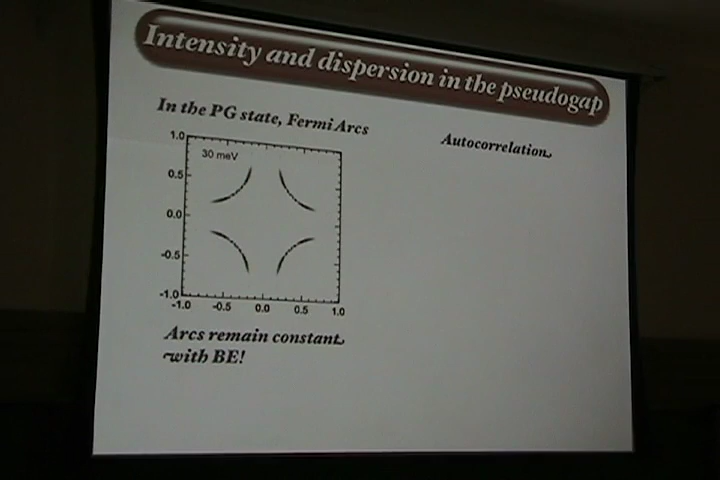 Intensity and dispersion in the pseudogap
In the PG state, Fermi Arcs
Autocorrelation
1.0
30 meV
0.5
0.0
-0.5
-1.0
-1.0 -0.5 0.0 0.5 1.0
Arcs remain constant
with BE!